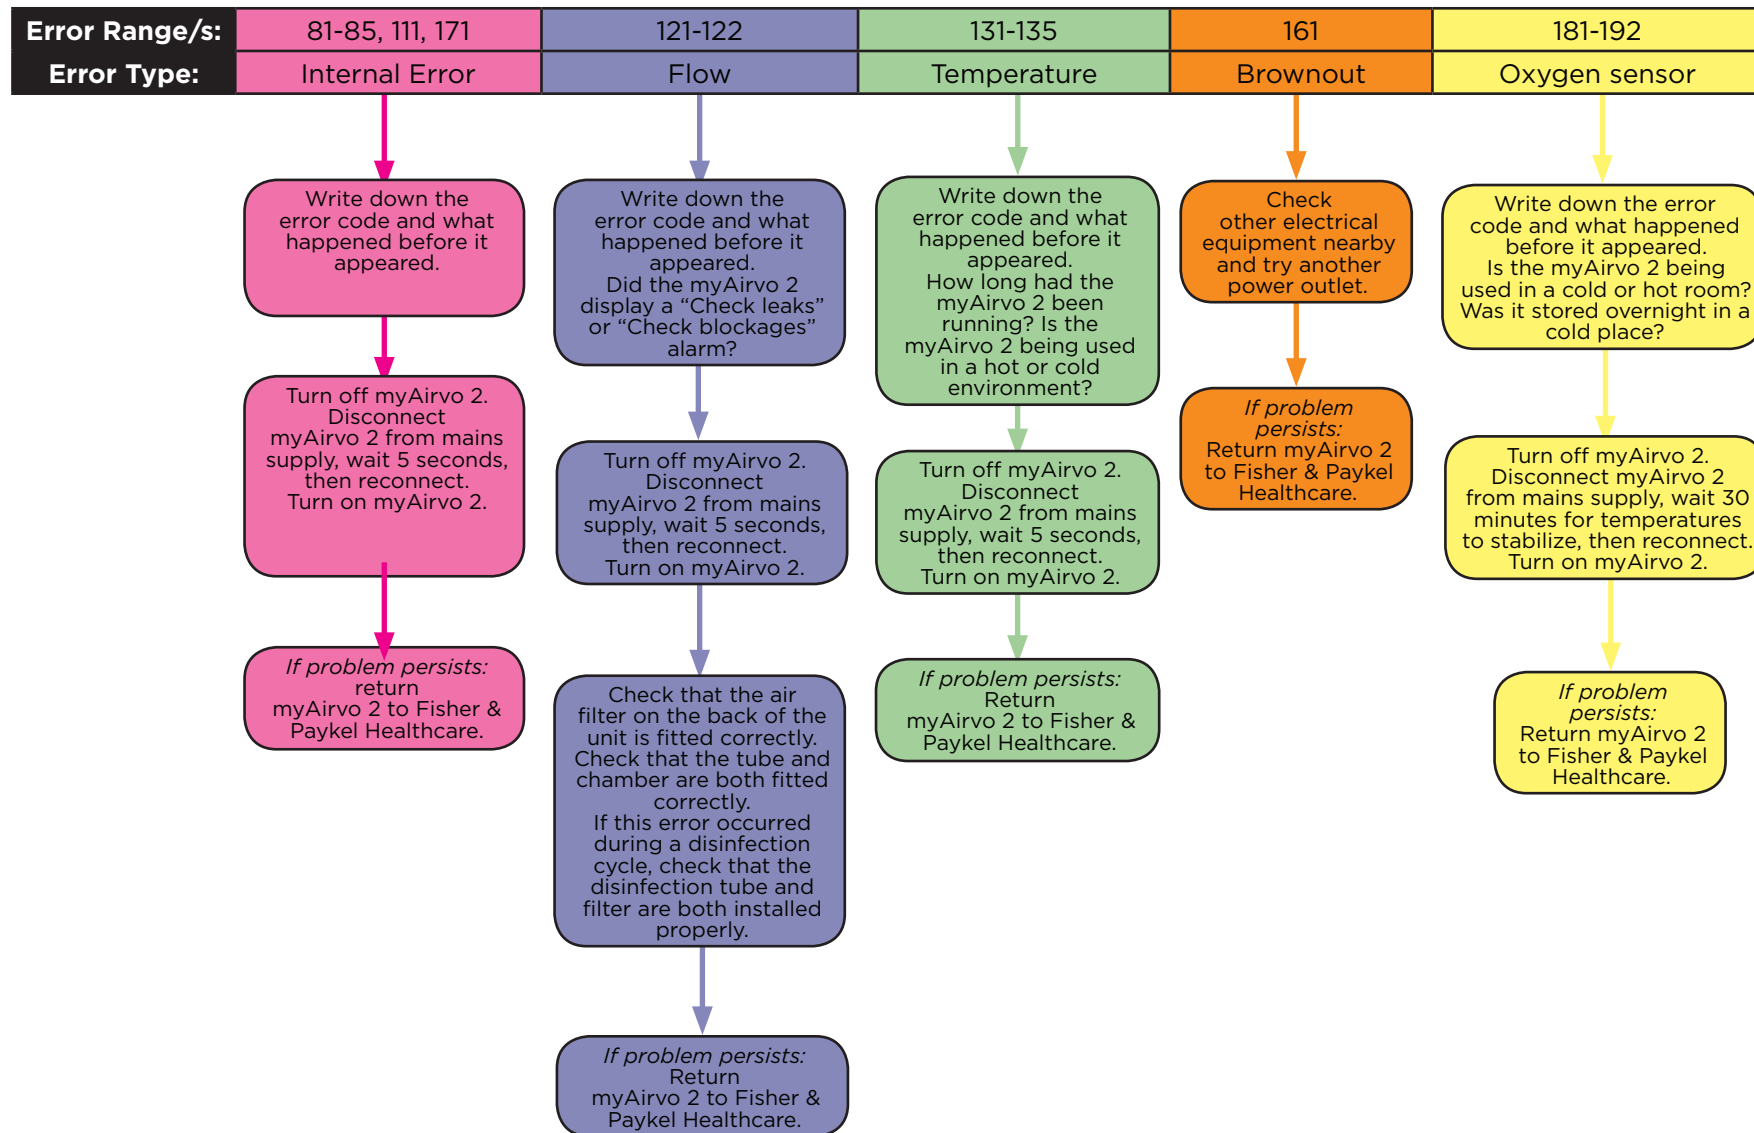 Error Range/s:
81-85, 111, 171
121-122
131-135
161
181-192
Error Type:
Internal Error
Flow
Temperature
Brownout
Oxygen sensor
Write down the
error code and what
happened before it
appeared.
Turn off myAirvo 2.
Disconnect
myAirvo 2 from mains
supply, wait 5 seconds,
then reconnect.
Turn on myAirvo 2.
If problem persists:
return
myAirvo 2 to Fisher &
Paykel Healthcare.
Write down the
error code and what
happened before it
appeared.
Did the myAirvo 2
display a “Check leaks”
or “Check blockages”
alarm?
Turn off myAirvo 2.
Disconnect
myAirvo 2 from mains
supply, wait 5 seconds,
then reconnect.
Turn on myAirvo 2.
Check that the air
filter on the back of the
unit is fitted correctly.
Check that the tube and
chamber are both fitted
correctly.
If this error occurred
during a disinfection
cycle, check that the
disinfection tube and
filter are both installed
properly.
If problem persists:
Return
myAirvo 2 to Fisher &
Paykel Healthcare.
Write down the
error code and what
happened before it
appeared.
How long had the
myAirvo 2 been
running? Is the
myAirvo 2 being used
in a hot or cold
environment?
Turn off myAirvo 2.
Disconnect
myAirvo 2 from mains
supply, wait 5 seconds,
then reconnect.
Turn on myAirvo 2.
If problem persists:
Return
myAirvo 2 to Fisher &
Paykel Healthcare.
Check
other electrical
equipment nearby
and try another
power outlet.
If problem
persists:
Return myAirvo 2
to Fisher & Paykel
Healthcare.
Write down the error
code and what happened
before it appeared.
Is the myAirvo 2 being
used in a cold or hot room?
Was it stored overnight in a
cold place?
Turn off myAirvo 2.
Disconnect myAirvo 2
from mains supply, wait 30
minutes for temperatures
to stabilize, then reconnect.
Turn on myAirvo 2.
If problem
persists:
Return myAirvo 2
to Fisher & Paykel
Healthcare.